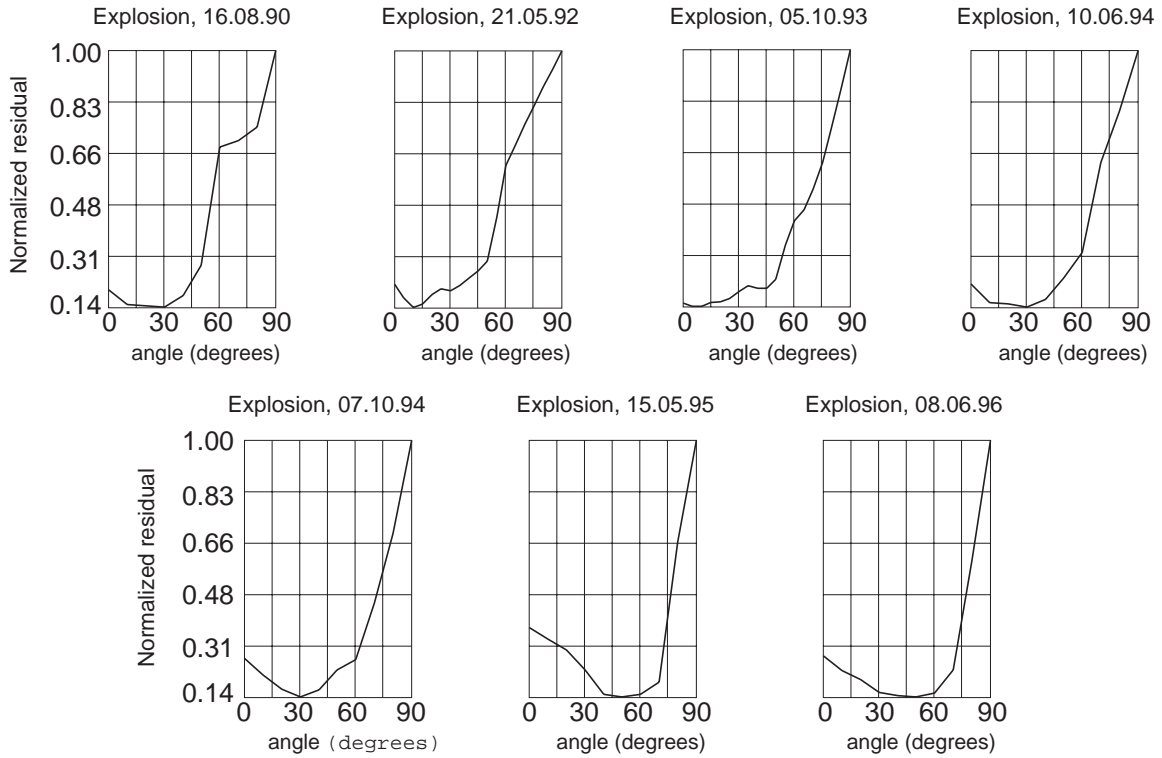 Explosion, 16.08.90
Explosion, 21.05.92
Explosion, 05.10.93
Explosion, 10.06.94
Normalized residual
1.00
0.83
0.66
0.48
0.31
0.14
0 30 60 90
0 30 60 90
0 30 60 90
0 30 60 90
angle (degrees)
angle (degrees)
angle (degrees)
angle (degrees)
Explosion, 07.10.94
Explosion, 15.05.95
Explosion, 08.06.96
Normalized residual
1.00
0.83
0.66
0.48
0.31
0.14
0 30 60 90
0 30 60 90
0 30 60 90
angle (degrees)
angle (degrees)
angle (degrees)